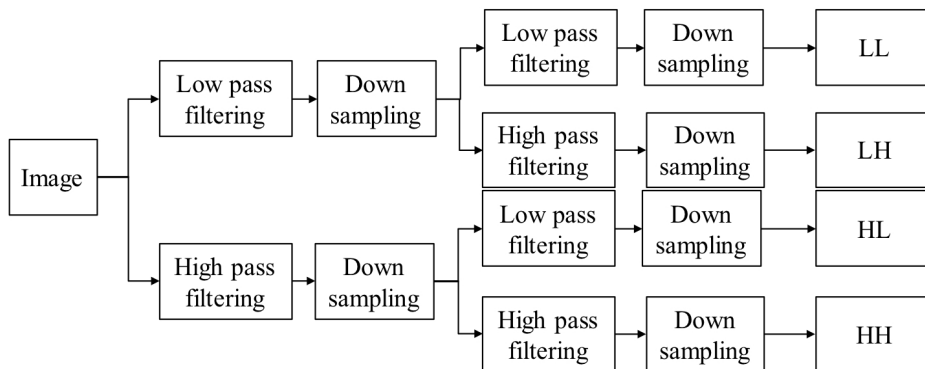 Image
Low pass
filtering
Down
sampling
Low pass
filtering
Down
sampling
LL
High pass
filtering
Down
sampling
LH
High pass
filtering
Down
sampling
Low pass
filtering
Down
sampling
HL
High pass
filtering
Down
sampling
HH